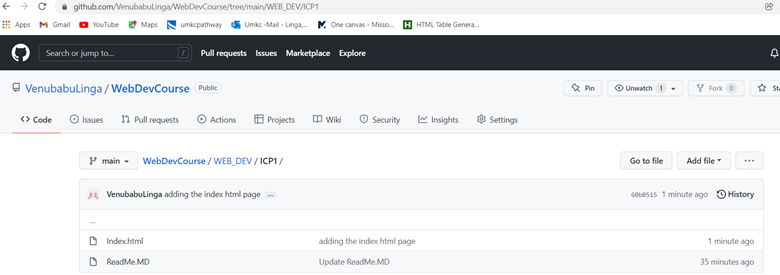 github.com/VenubabuLinga/WebDevCourse/tree/main/WEB_DEV/ICP1
Apps Gmail YouTube Maps umkcpathway Umkc -Mail - Linga,... One canvas - Misso... HTML Table Genera...
Search or jump to... / Pull requests Issues Marketplace Explore
VenubabuLinga / WebDevCourse Public Pin Unwatch 1 Fork 0 Sta
Code Issues Pull requests Actions Projects Wiki Security Insights Settings
main WebDevCourse / WEB_DEV / ICP1 / Go to file Add file ...
VenubabuLinga adding the index html page ... 60b0515 1 minute ago History
..
Index.html adding the index html page 1 minute ago
ReadMe.MD Update ReadMe.MD 35 minutes ago